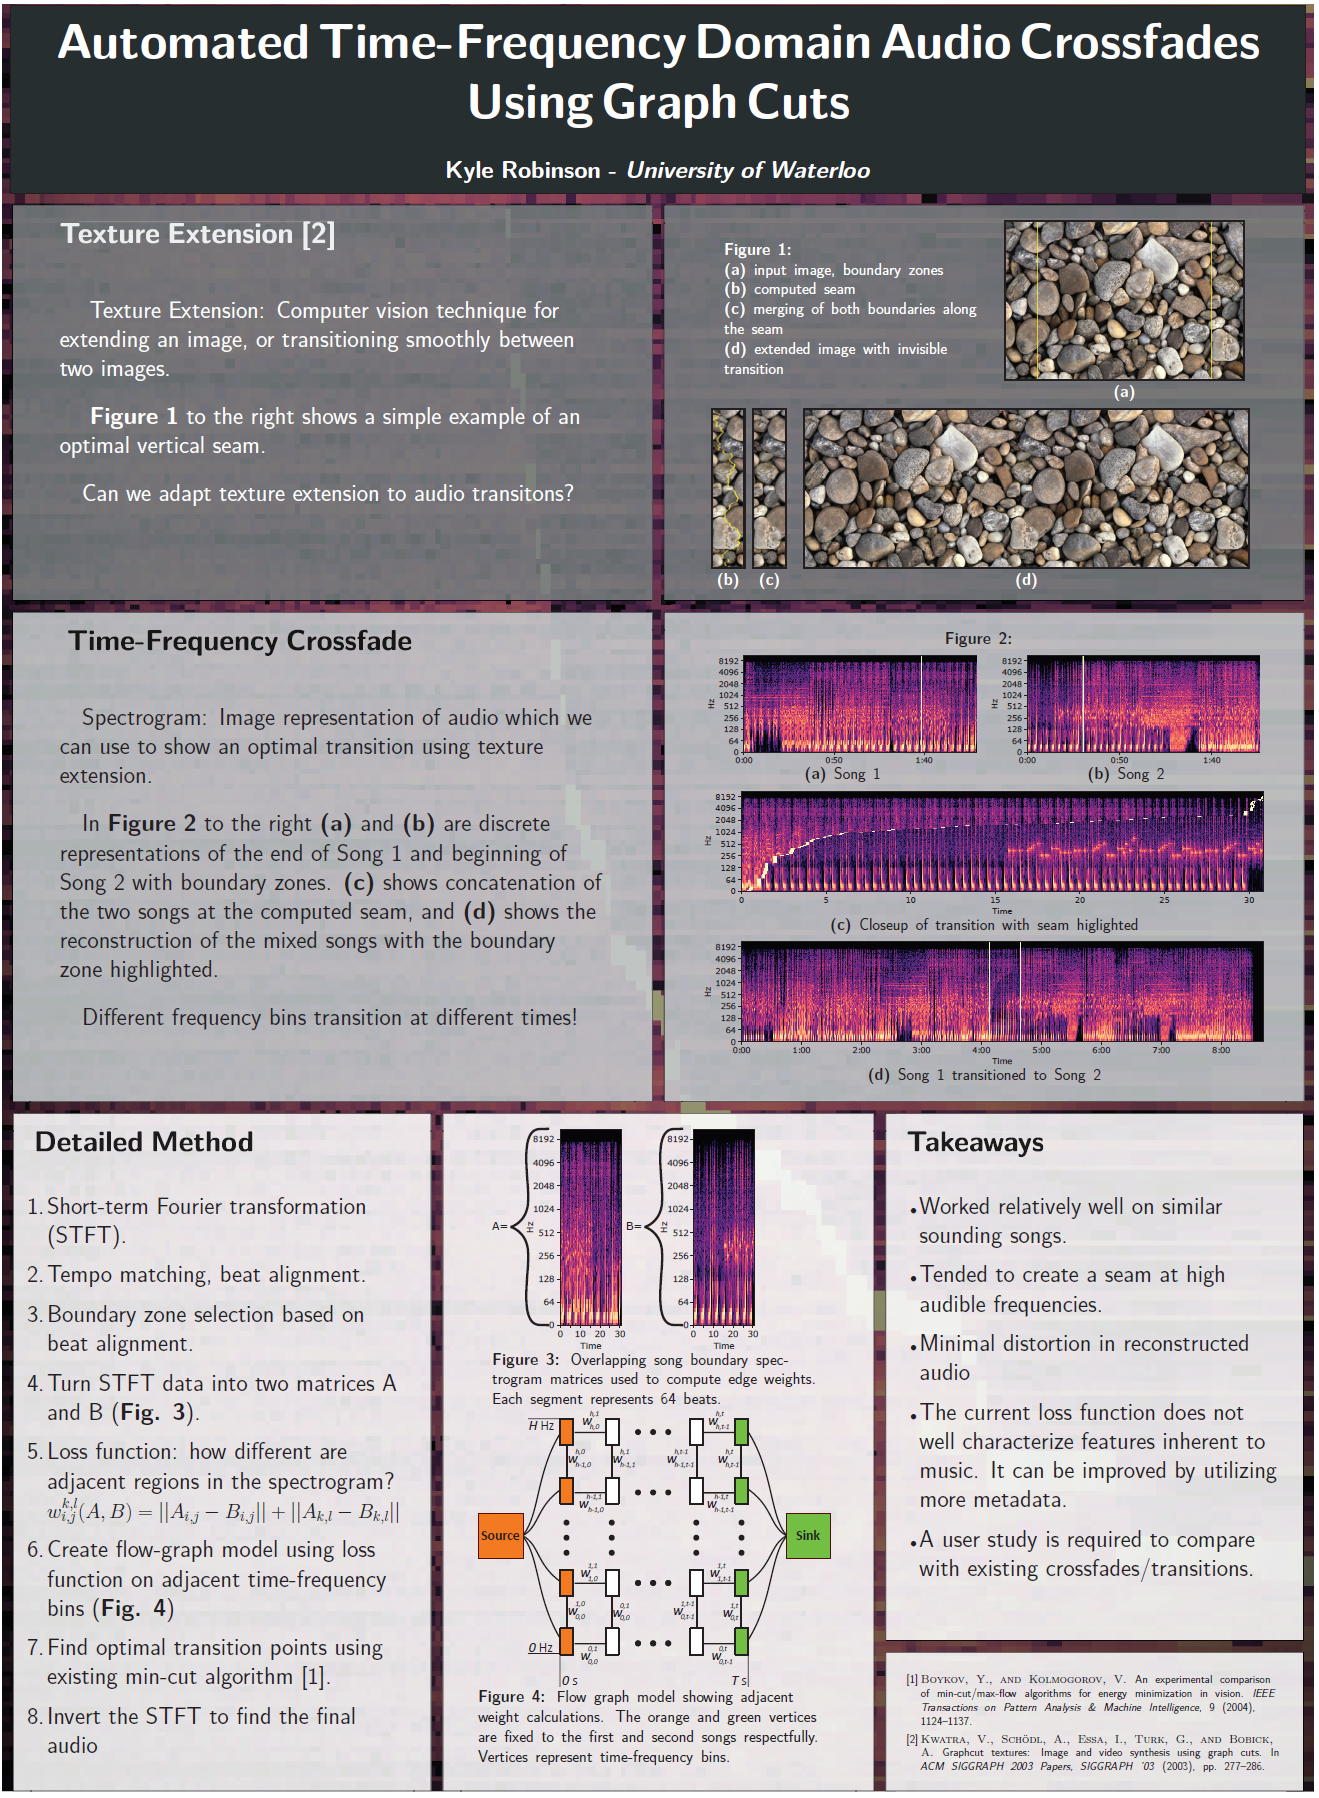 Automated Time-Frequency Domain Audio Crossfades
Using Graph Cuts
Kyle Robinson - University of Waterloo
Texture Extension [2]
Texture Extension: Computer vision technique for
extending an image, or transitioning smoothly between
two images.
Figure 1 to the right shows a simple example of an
optimal vertical seam.
Can we adapt texture extension to audio transitons?
Figure 1:
(a) input image, boundary zones
(b) computed seam
(c) merging of both boundaries along
the seam
(d) extended image with invisible
transition
(a)
(b) (c) (d)
Time-Frequency Crossfade
Spectrogram: Image representation of audio which we
can use to show an optimal transition using texture
extension.
In Figure 2 to the right (a) and (b) are discrete
representations of the end of Song 1 and beginning of
Song 2 with boundary zones. (c) shows concatenation of
the two songs at the computed seam, and (d) shows the
reconstruction of the mixed songs with the boundary
zone highlighted.
Different frequency bins transition at different times!
Figure 2:
8192
4096
2048
1024
512
256
128
64
0
Hz
0:00 0:50 1:40
(a) Song 1
8192
4096
2048
1024
512
256
128
64
0
Hz
0:00 0:50 1:40
(b) Song 2
8192
4096
2048
1024
512
256
128
64
0
Hz
0 5 10 15 20 25 30
Time
(c) Closeup of transition with seam higlighted
8192
4096
2048
1024
512
256
128
64
0
Hz
0:00 1:00 2:00 3:00 4:00 5:00 6:00 7:00 8:00
Time
(d) Song 1 transitioned to Song 2
Detailed Method
1. Short-term Fourier transformation
(STFT).
2. Tempo matching, beat alignment.
3. Boundary zone selection based on
beat alignment.
4. Turn STFT data into two matrices A
and B (Fig. 3).
5. Loss function: how different are
adjacent regions in the spectrogram?
w_{i,j}^{k,l}(A, B) = ||A_{i,j} − B_{i,j}|| + ||A_{k,l} − B_{k,l}||
6. Create flow-graph model using loss
function on adjacent time-frequency
bins (Fig. 4)
7. Find optimal transition points using
existing min-cut algorithm [1].
8. Invert the STFT to find the final
audio
A=
8192
4096
2048
1024
512
256
128
64
0
Hz
0 10 20 30
Time
B=
8192
4096
2048
1024
512
256
128
64
0
Hz
0 10 20 30
Time
Figure 3: Overlapping song boundary spec-
trogram matrices used to compute edge weights.
Each segment represents 64 beats.
H Hz w_{h,0}^{h,1} w_{h,t-1}^{h,t}
w_{h-1,0}^{h,0} w_{h-1,1}^{h,1} w_{h-1,t-1}^{h,t-1} w_{h,t-1}^{h,t}
w_{h-1,0}^{h-1,1} w_{h-1,t-1}^{h-1,t}
Source Sink
w_{1,0}^{1,1} w_{1,t-1}^{1,t}
w_{0,0}^{1,0} w_{0,0}^{0,1} w_{0,t-1}^{1,t-1} w_{0,t}^{1,t}
0 Hz w_{0,0}^{0,1} w_{0,t-1}^{0,t}
0 s T s
Figure 4: Flow graph model showing adjacent
weight calculations. The orange and green vertices
are fixed to the first and second songs respectfully.
Vertices represent time-frequency bins.
Takeaways
•Worked relatively well on similar
sounding songs.
•Tended to create a seam at high
audible frequencies.
•Minimal distortion in reconstructed
audio
•The current loss function does not
well characterize features inherent to
music. It can be improved by utilizing
more metadata.
•A user study is required to compare
with existing crossfades/transitions.
[1] Boykov, Y., and Kolmogorov, V. An experimental comparison
of min-cut/max-flow algorithms for energy minimization in vision. IEEE
Transactions on Pattern Analysis & Machine Intelligence, 9 (2004),
1124–1137.
[2] Kwatra, V., Schödl, A., Essa, I., Turk, G., and Bobick,
A. Graphcut textures: Image and video synthesis using graph cuts. In
ACM SIGGRAPH 2003 Papers, SIGGRAPH '03 (2003), pp. 277–286.